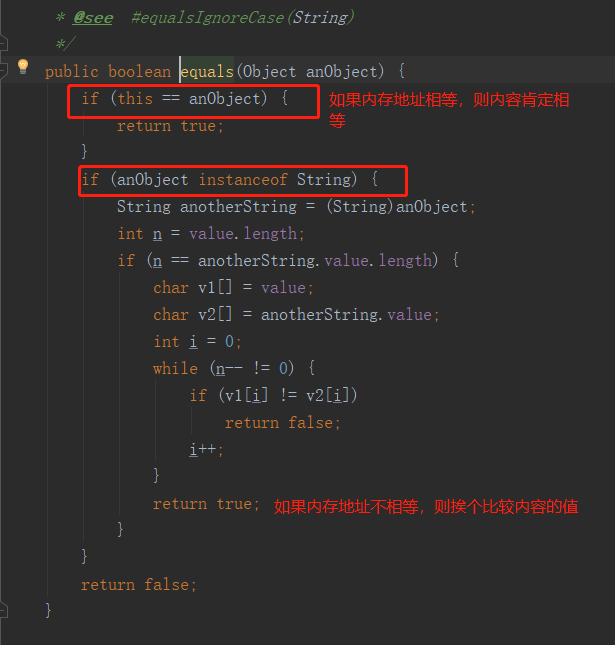 * @see  #equalsIgnoreCase(String)
*/
public boolean equals(Object anObject) {
if (this == anObject) {
如果内存地址相等，则内容肯定相
等
return true;
}
if (anObject instanceof String) {
String anotherString = (String)anObject;
int n = value.length;
if (n == anotherString.value.length) {
char v1[] = value;
char v2[] = anotherString.value;
int i = 0;
while (n-- != 0) {
if (v1[i] != v2[i])
return false;
i++;
}
return true; 如果内存地址不相等，则挨个比较内容的值
}
}
return false;
}